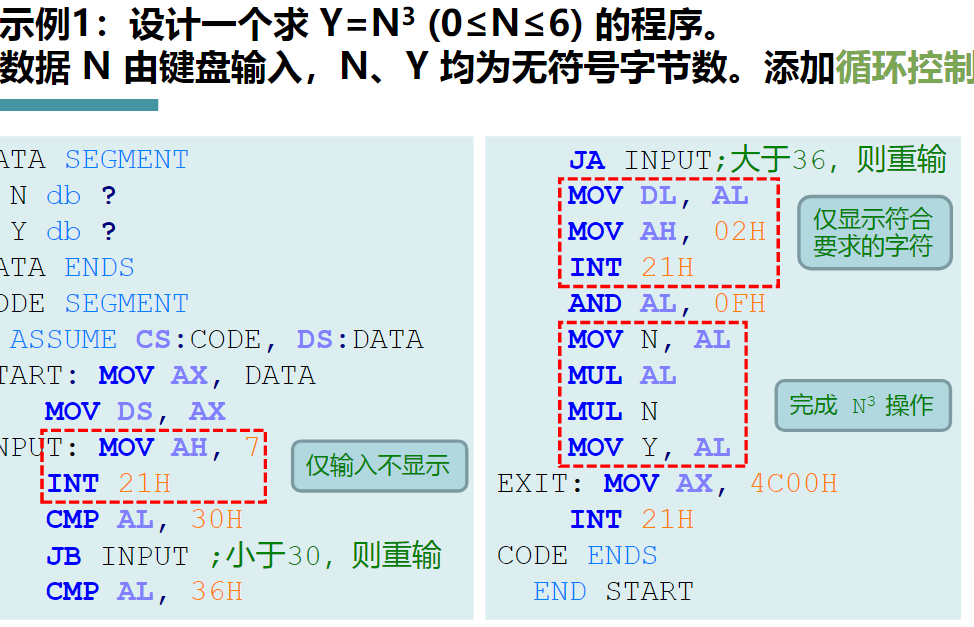 示例1：设计一个求 Y=N³ (0≤N≤6) 的程序。
数据 N 由键盘输入，N、Y 均为无符号字节数。添加循环控制
ATA SEGMENT
N db ?
Y db ?
ATA ENDS
ODE SEGMENT
ASSUME CS:CODE, DS:DATA
TART: MOV AX, DATA
MOV DS, AX
NPUT: MOV AH, 7
INT 21H
仅输入不显示
CMP AL, 30H
JB INPUT ;小于30，则重输
CMP AL, 36H
JA INPUT;大于36，则重输
MOV DL, AL
MOV AH, 02H
INT 21H
仅显示符合
要求的字符
AND AL, 0FH
MOV N, AL
MUL AL
MUL N
MOV Y, AL
完成 N³ 操作
EXIT: MOV AX, 4C00H
INT 21H
CODE ENDS
END START